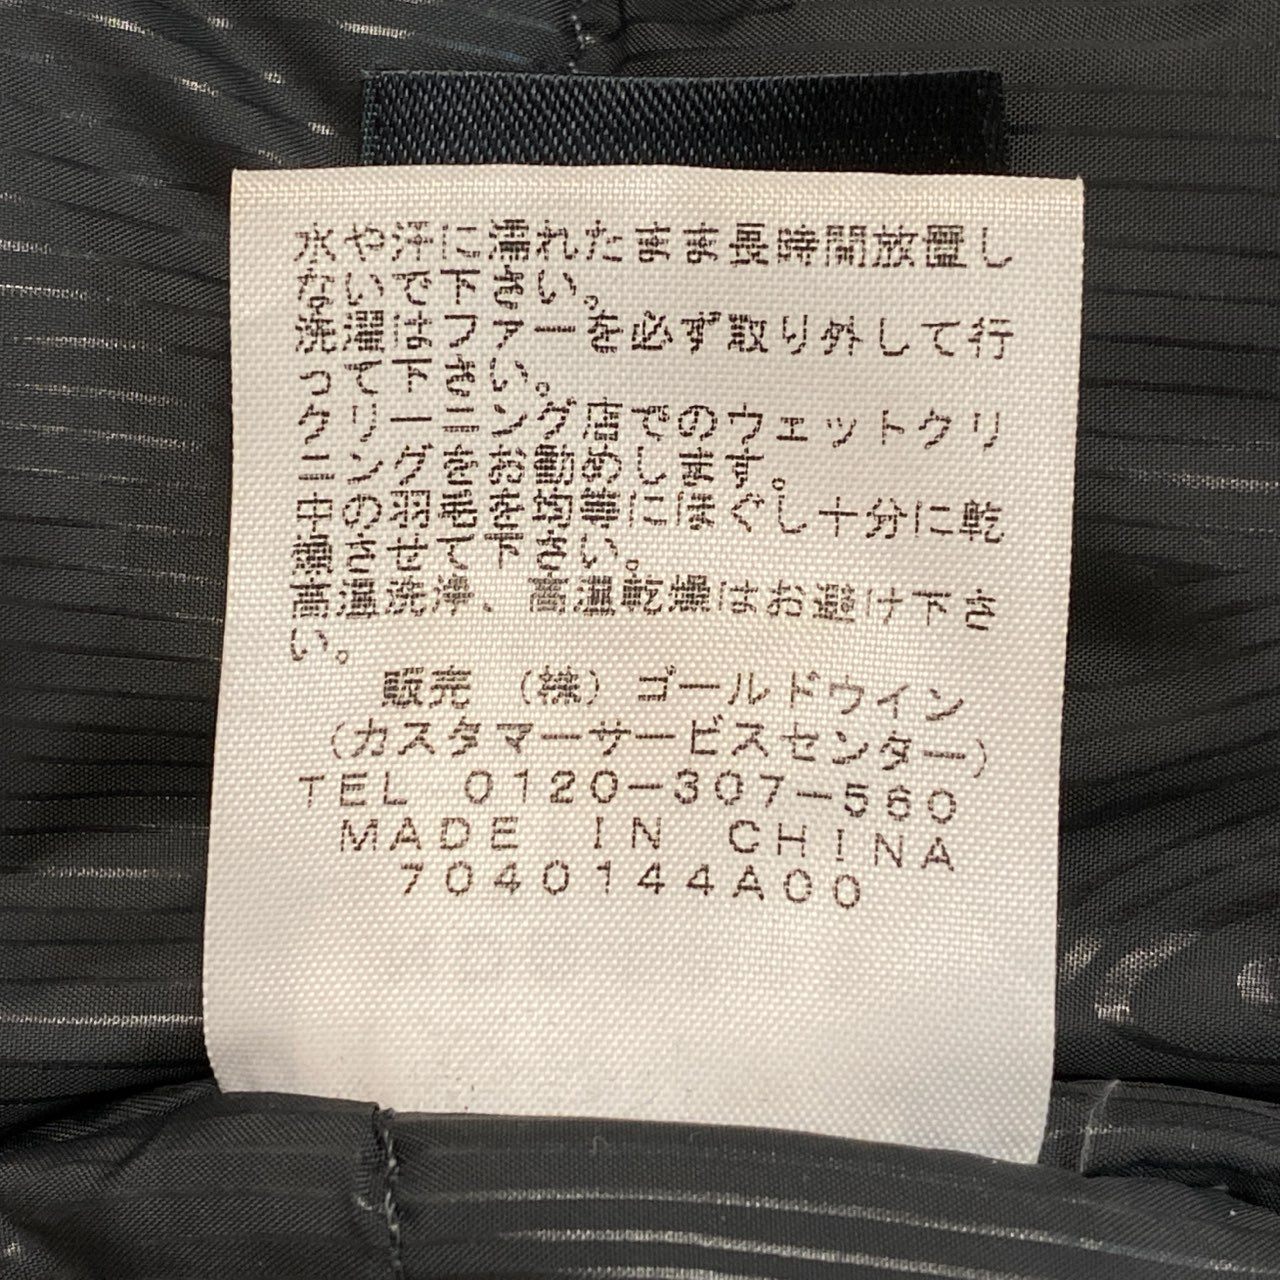 水や汗に濡れたまま長時間放置し
ないで下さい。
洗濯はファーを必ず取り外して行
って下さい。
クリーニング店でのウェットクリ
ニングをお勧めします。
中の羽毛を均等にほぐし十分に乾
燥させて下さい。
高温洗浄、高温乾燥はお避け下さ
い。
販売 （株）ゴールドウイン
（カスタマーサービスセンター）
TEL 0120-307-560
MADE IN CHINA
7040144A00